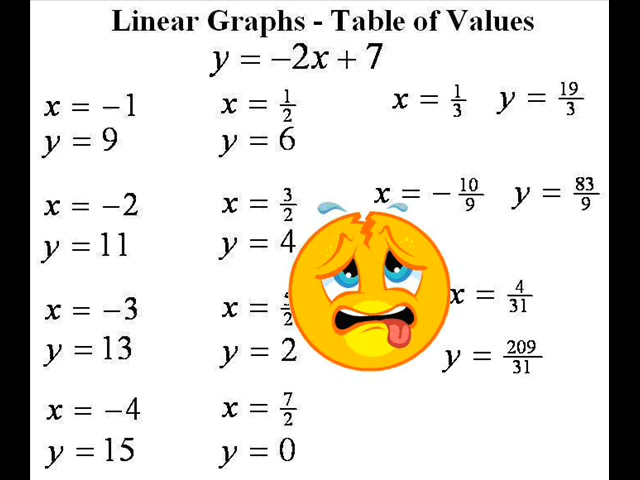 Linear Graphs - Table of Values
y = −2x + 7
x = −1
y = 9
x = −2
y = 11
x = −3
y = 13
x = −4
y = 15
x = 1/2
y = 6
x = 3/2
y = 4
x = /2
y = 2
x = 7/2
y = 0
x = 1/3 y = 19/3
x = −10/9 y = 83/9
x = 4/31
y = 209/31